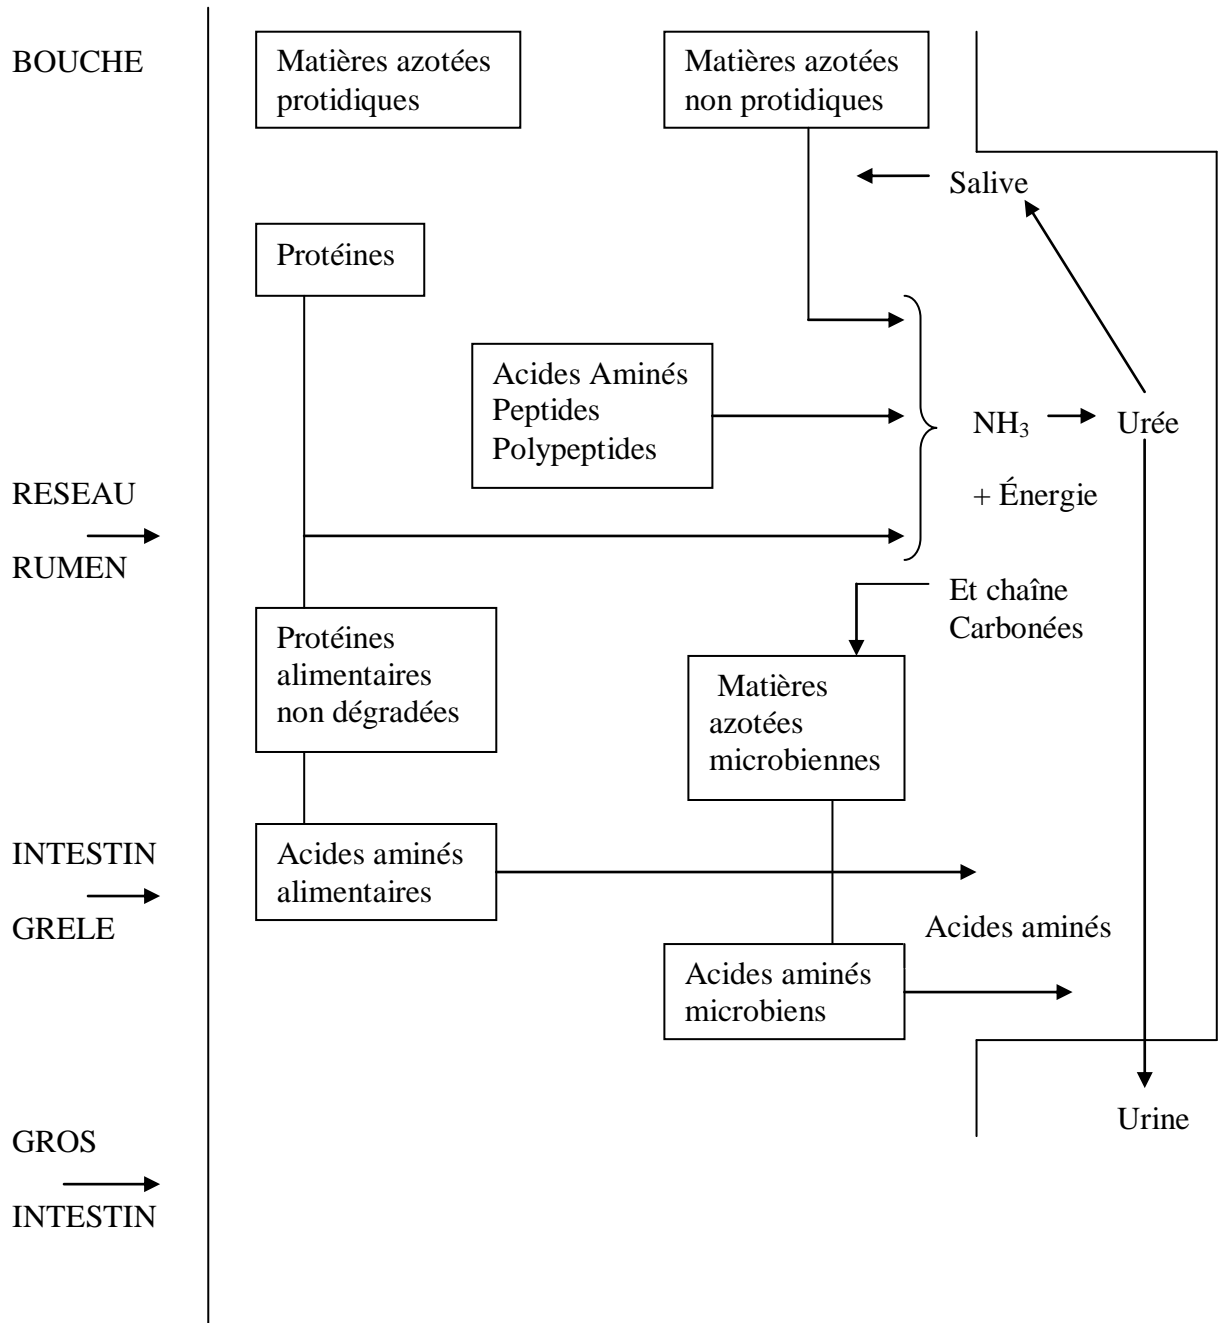 BOUCHE
Matières azotées
protidiques
Matières azotées
non protidiques
Salive
Protéines
Acides Aminés
Peptides
Polypeptides
NH₃
Urée
+ Énergie
RESEAU
RUMEN
Et chaîne
Carbonées
Protéines
alimentaires
non dégradées
Matières
azotées
microbiennes
INTESTIN
GRELE
Acides aminés
alimentaires
Acides aminés
Acides aminés
microbiens
Urine
GROS
INTESTIN